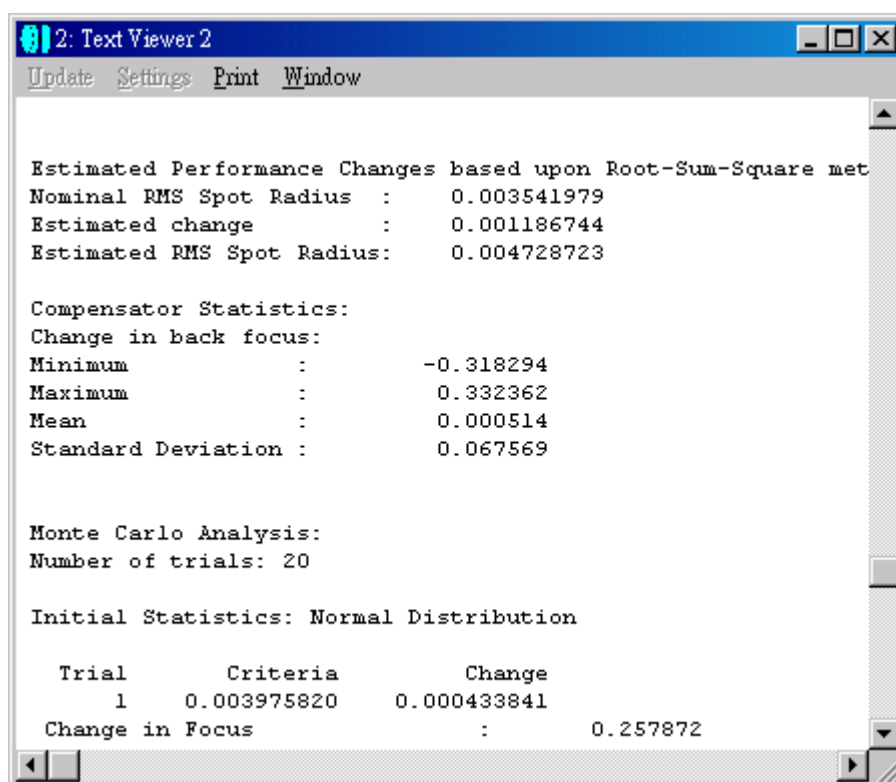 2: Text Viewer 2
Update Settings Print Window
Estimated Performance Changes based upon Root-Sum-Square met
Nominal RMS Spot Radius : 0.003541979
Estimated change : 0.001186744
Estimated RMS Spot Radius: 0.004728723
Compensator Statistics:
Change in back focus:
Minimum : -0.318294
Maximum : 0.332362
Mean : 0.000514
Standard Deviation : 0.067569
Monte Carlo Analysis:
Number of trials: 20
Initial Statistics: Normal Distribution
Trial Criteria Change
1 0.003975820 0.000433841
Change in Focus : 0.257872